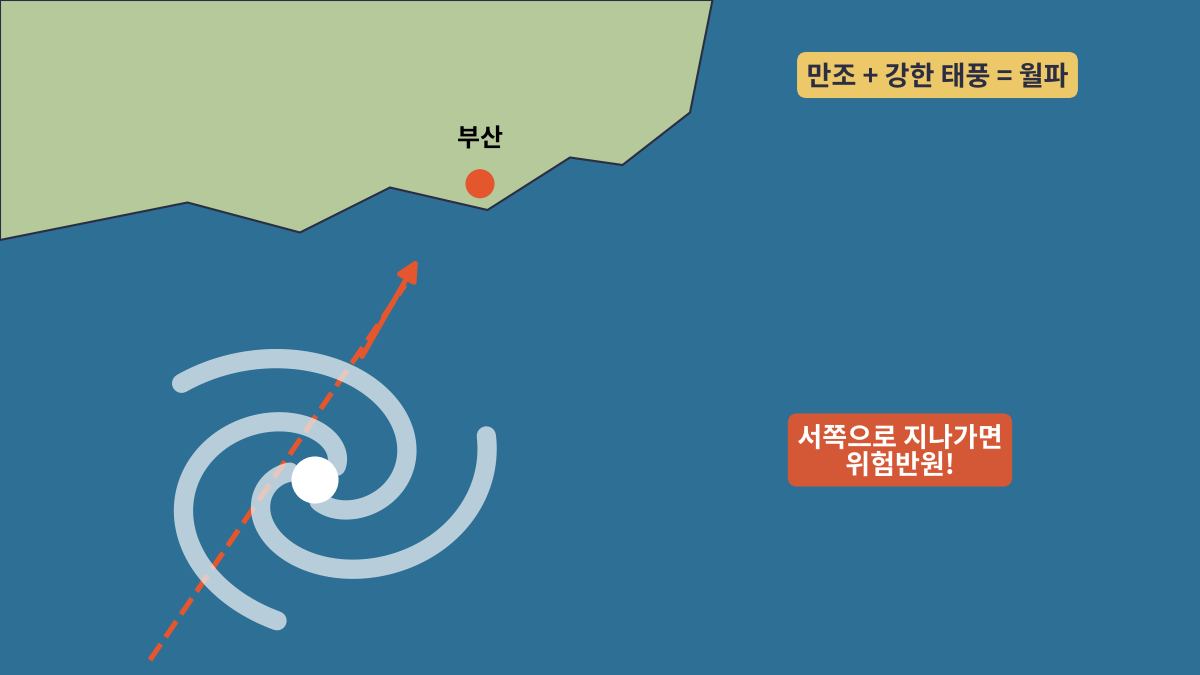 만조 + 강한 태풍 = 월파
부산
서쪽으로 지나가면
위험반원!